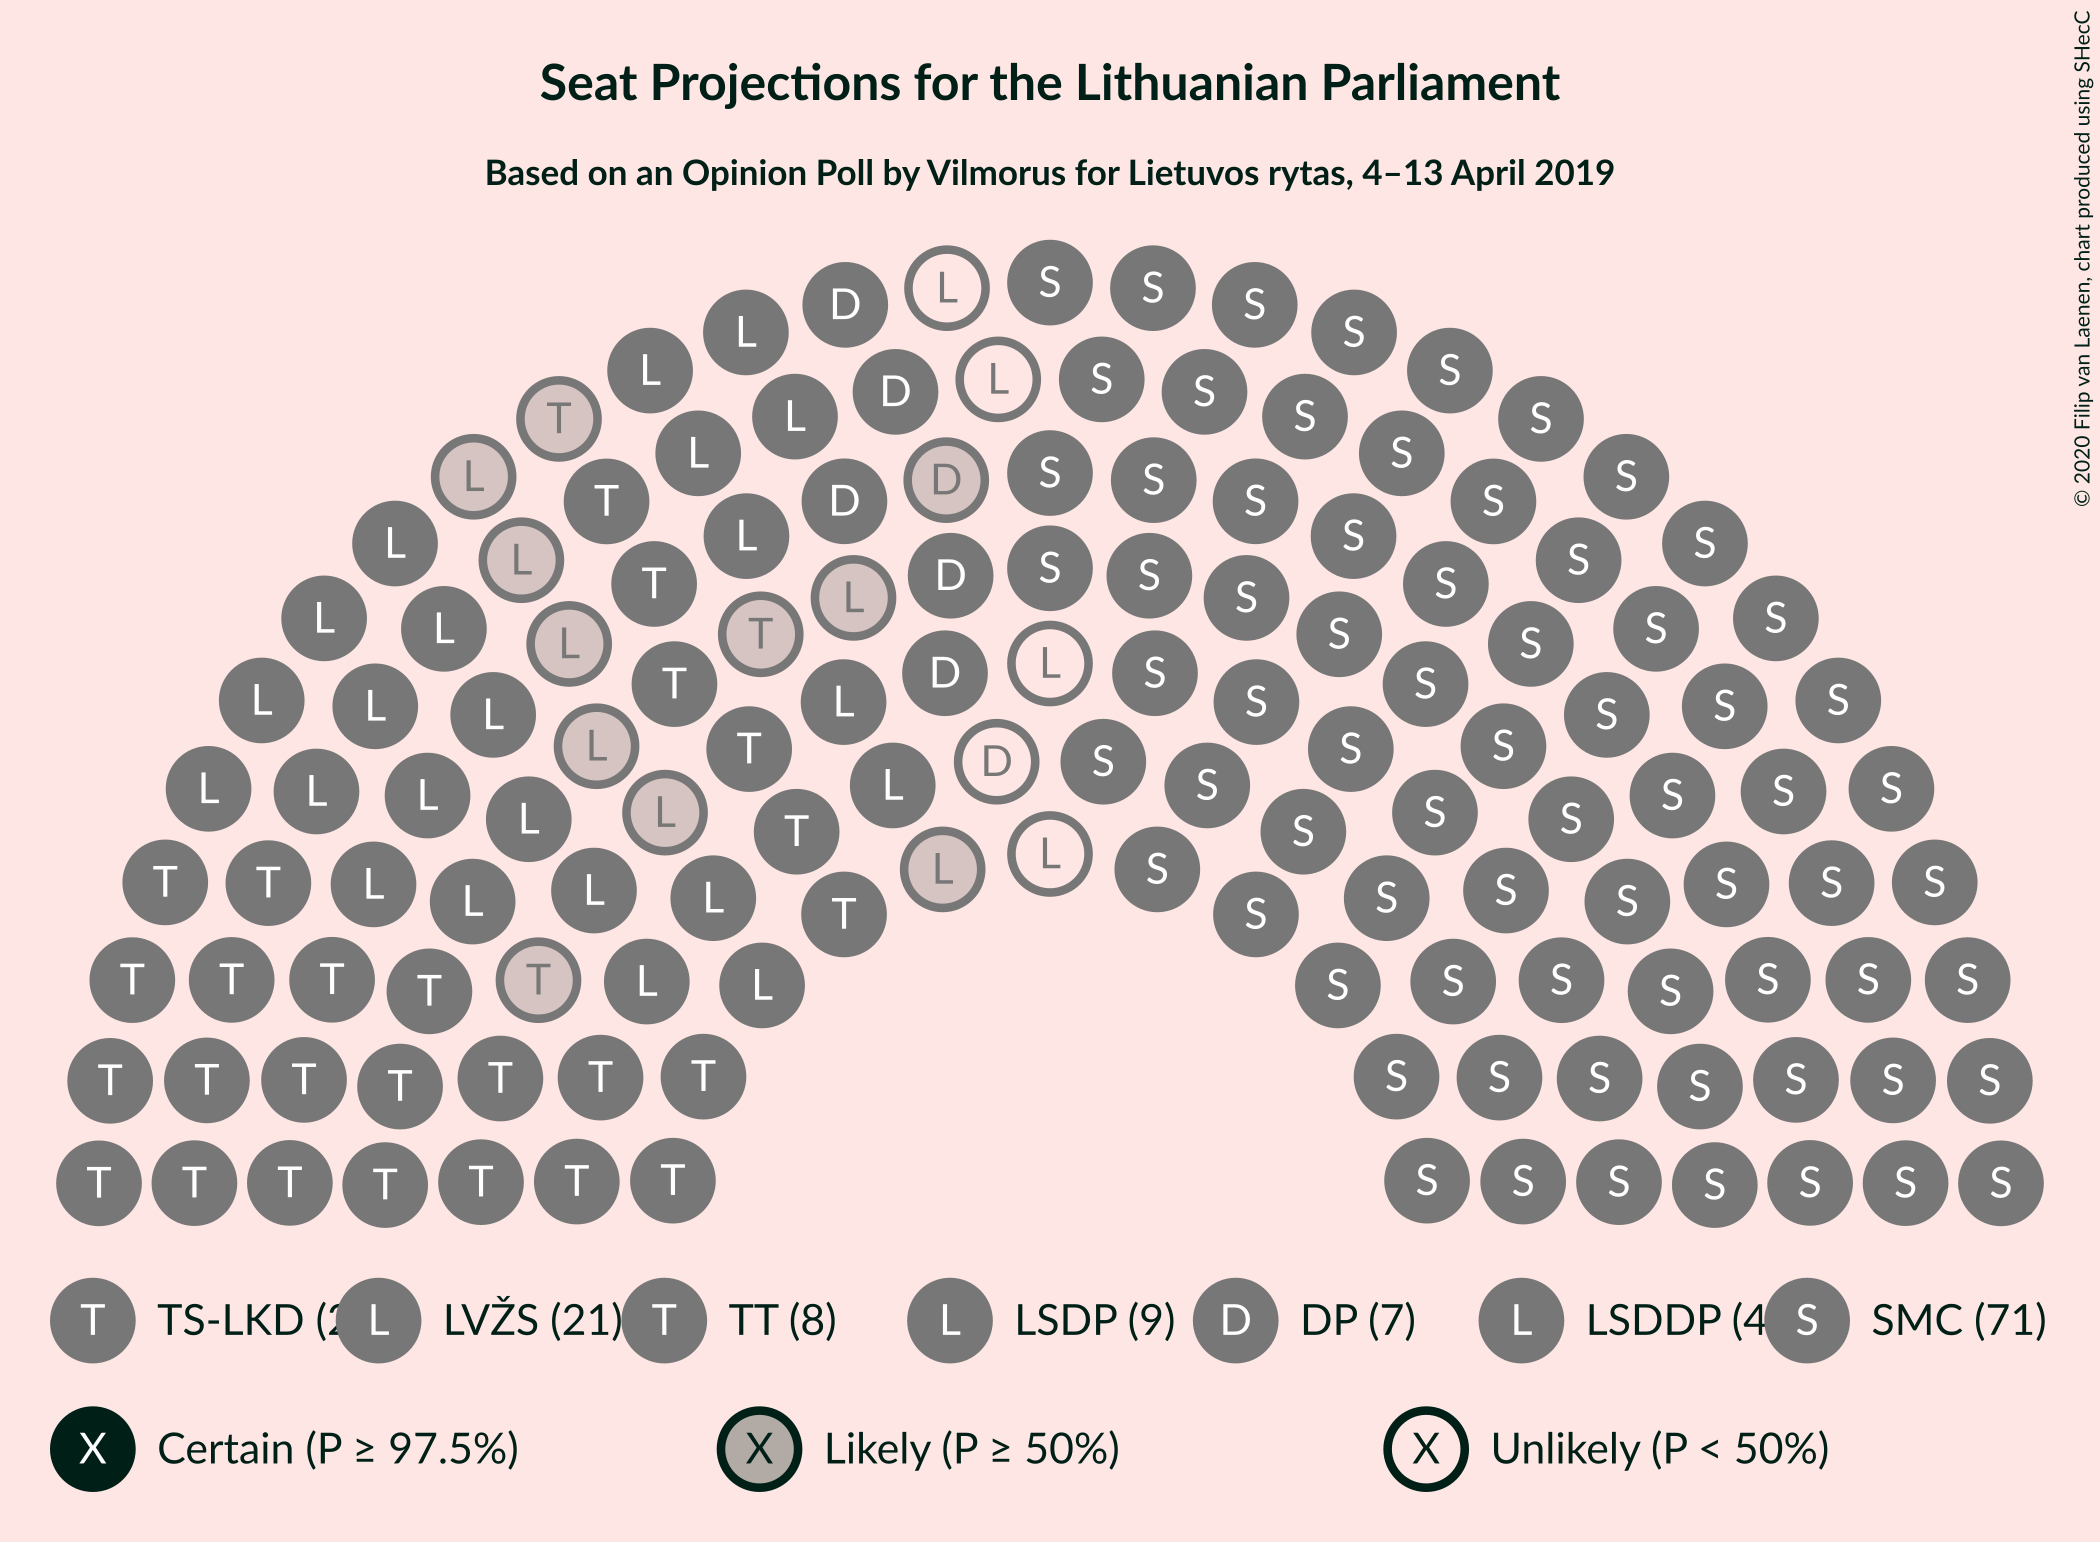 Seat Projections for the Lithuanian Parliament
Based on an Opinion Poll by Vilmorus for Lietuvos rytas, 4–13 April 2019
© 2020 Filip van Laenen, chart produced using SHecC
L S S S
D S
L S
L D L S S S S
T L S S
L L D D S S S S S
T S S
L L T L D S S S S S
L T L T L D L S S S S S S
L L L T T L D S S S S S S
L L L L L T L D S S S S S S S
T T L L L L T L L S S S S S S S
T T T T T L L S S S S S S S
T T T T T T T S S S S S S S
T T T T T T T S S S S S S S
T TS-LKD L LVŽS (21) T TT (8) L LSDP (9) D DP (7) L LSDDP (4 S SMC (71)
X Certain (P ≥ 97.5%) X Likely (P ≥ 50%) X Unlikely (P < 50%)